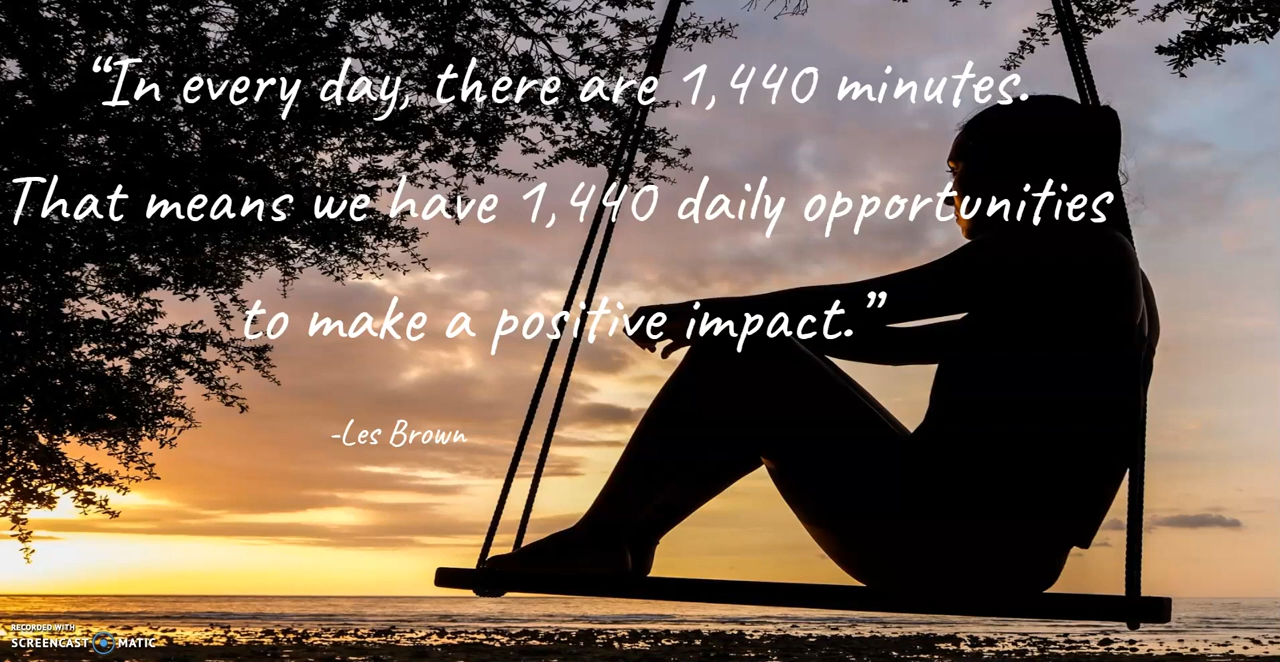 “In every day, there are 1,440 minutes.
That means we have 1,440 daily opportunities
to make a positive impact.”
-Les Brown
RECORDED WITH
SCREENCAST MATIC